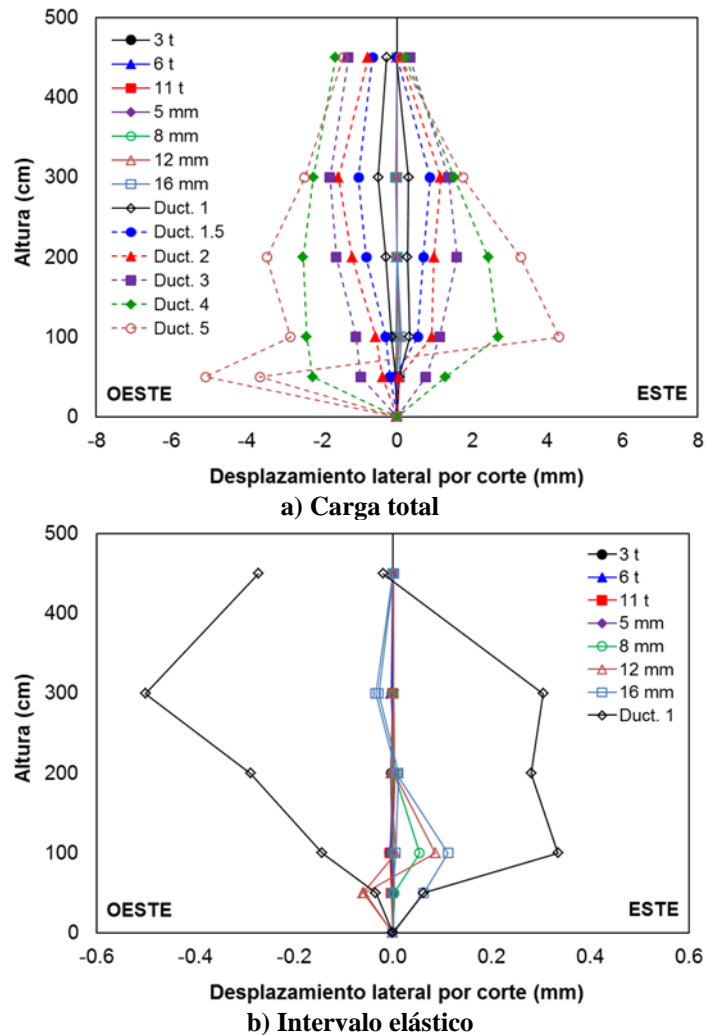 500
400
300
200
100
0
Altura (cm)
3 t
6 t
11 t
5 mm
8 mm
12 mm
16 mm
Duct. 1
Duct. 1.5
Duct. 2
Duct. 3
Duct. 4
Duct. 5
OESTE
ESTE
-8 -6 -4 -2 0 2 4 6 8
Desplazamiento lateral por corte (mm)
a) Carga total
500
400
300
200
100
0
Altura (cm)
3 t
6 t
11 t
5 mm
8 mm
12 mm
16 mm
Duct. 1
OESTE
ESTE
-0.6 -0.4 -0.2 0.0 0.2 0.4 0.6
Desplazamiento lateral por corte (mm)
b) Intervalo elástico